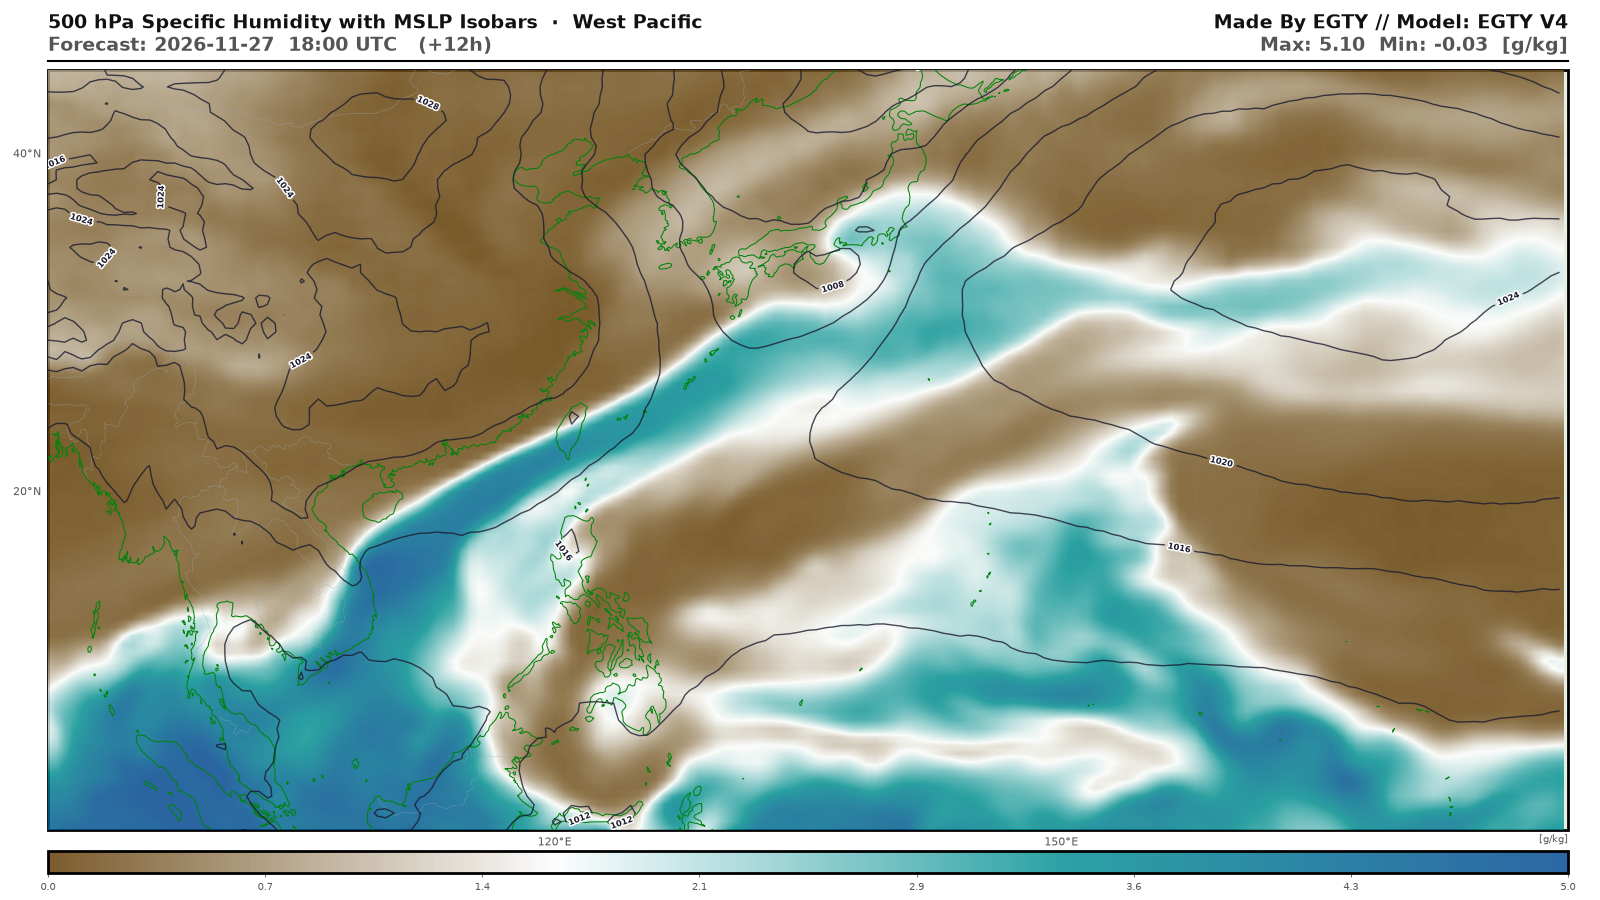 500 hPa Specific Humidity with MSLP Isobars · West Pacific
Made By EGTY // Model: EGTY V4
Forecast: 2026-11-27 18:00 UTC (+12h)
Max: 5.10 Min: -0.03 [g/kg]
1028
40°N
016
1024
1024
1024
1024
1008
1024
1024
1020
20°N
1016
1016
1012
1012
120°E
150°E
[g/kg]
0.0
0.7
1.4
2.1
2.9
3.6
4.3
5.0